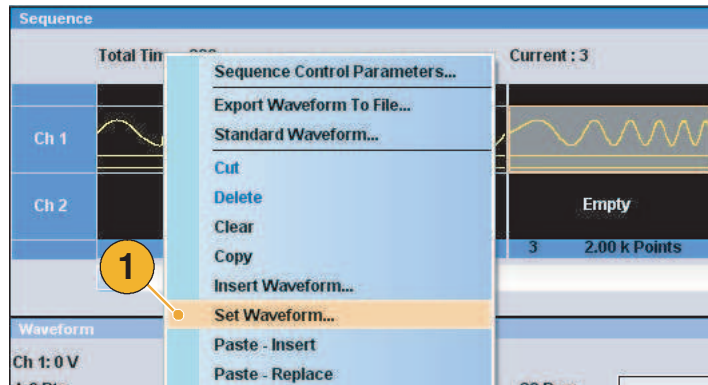 Sequence
Total Tim
Current : 3
Sequence Control Parameters...
Export Waveform To File...
Standard Waveform...
Ch 1
Cut
Delete
Ch 2
Empty
Clear
3 2.00 k Points
Copy
1
Insert Waveform...
Set Waveform...
Waveform
Paste - Insert
Ch 1: 0 V
Paste - Replace